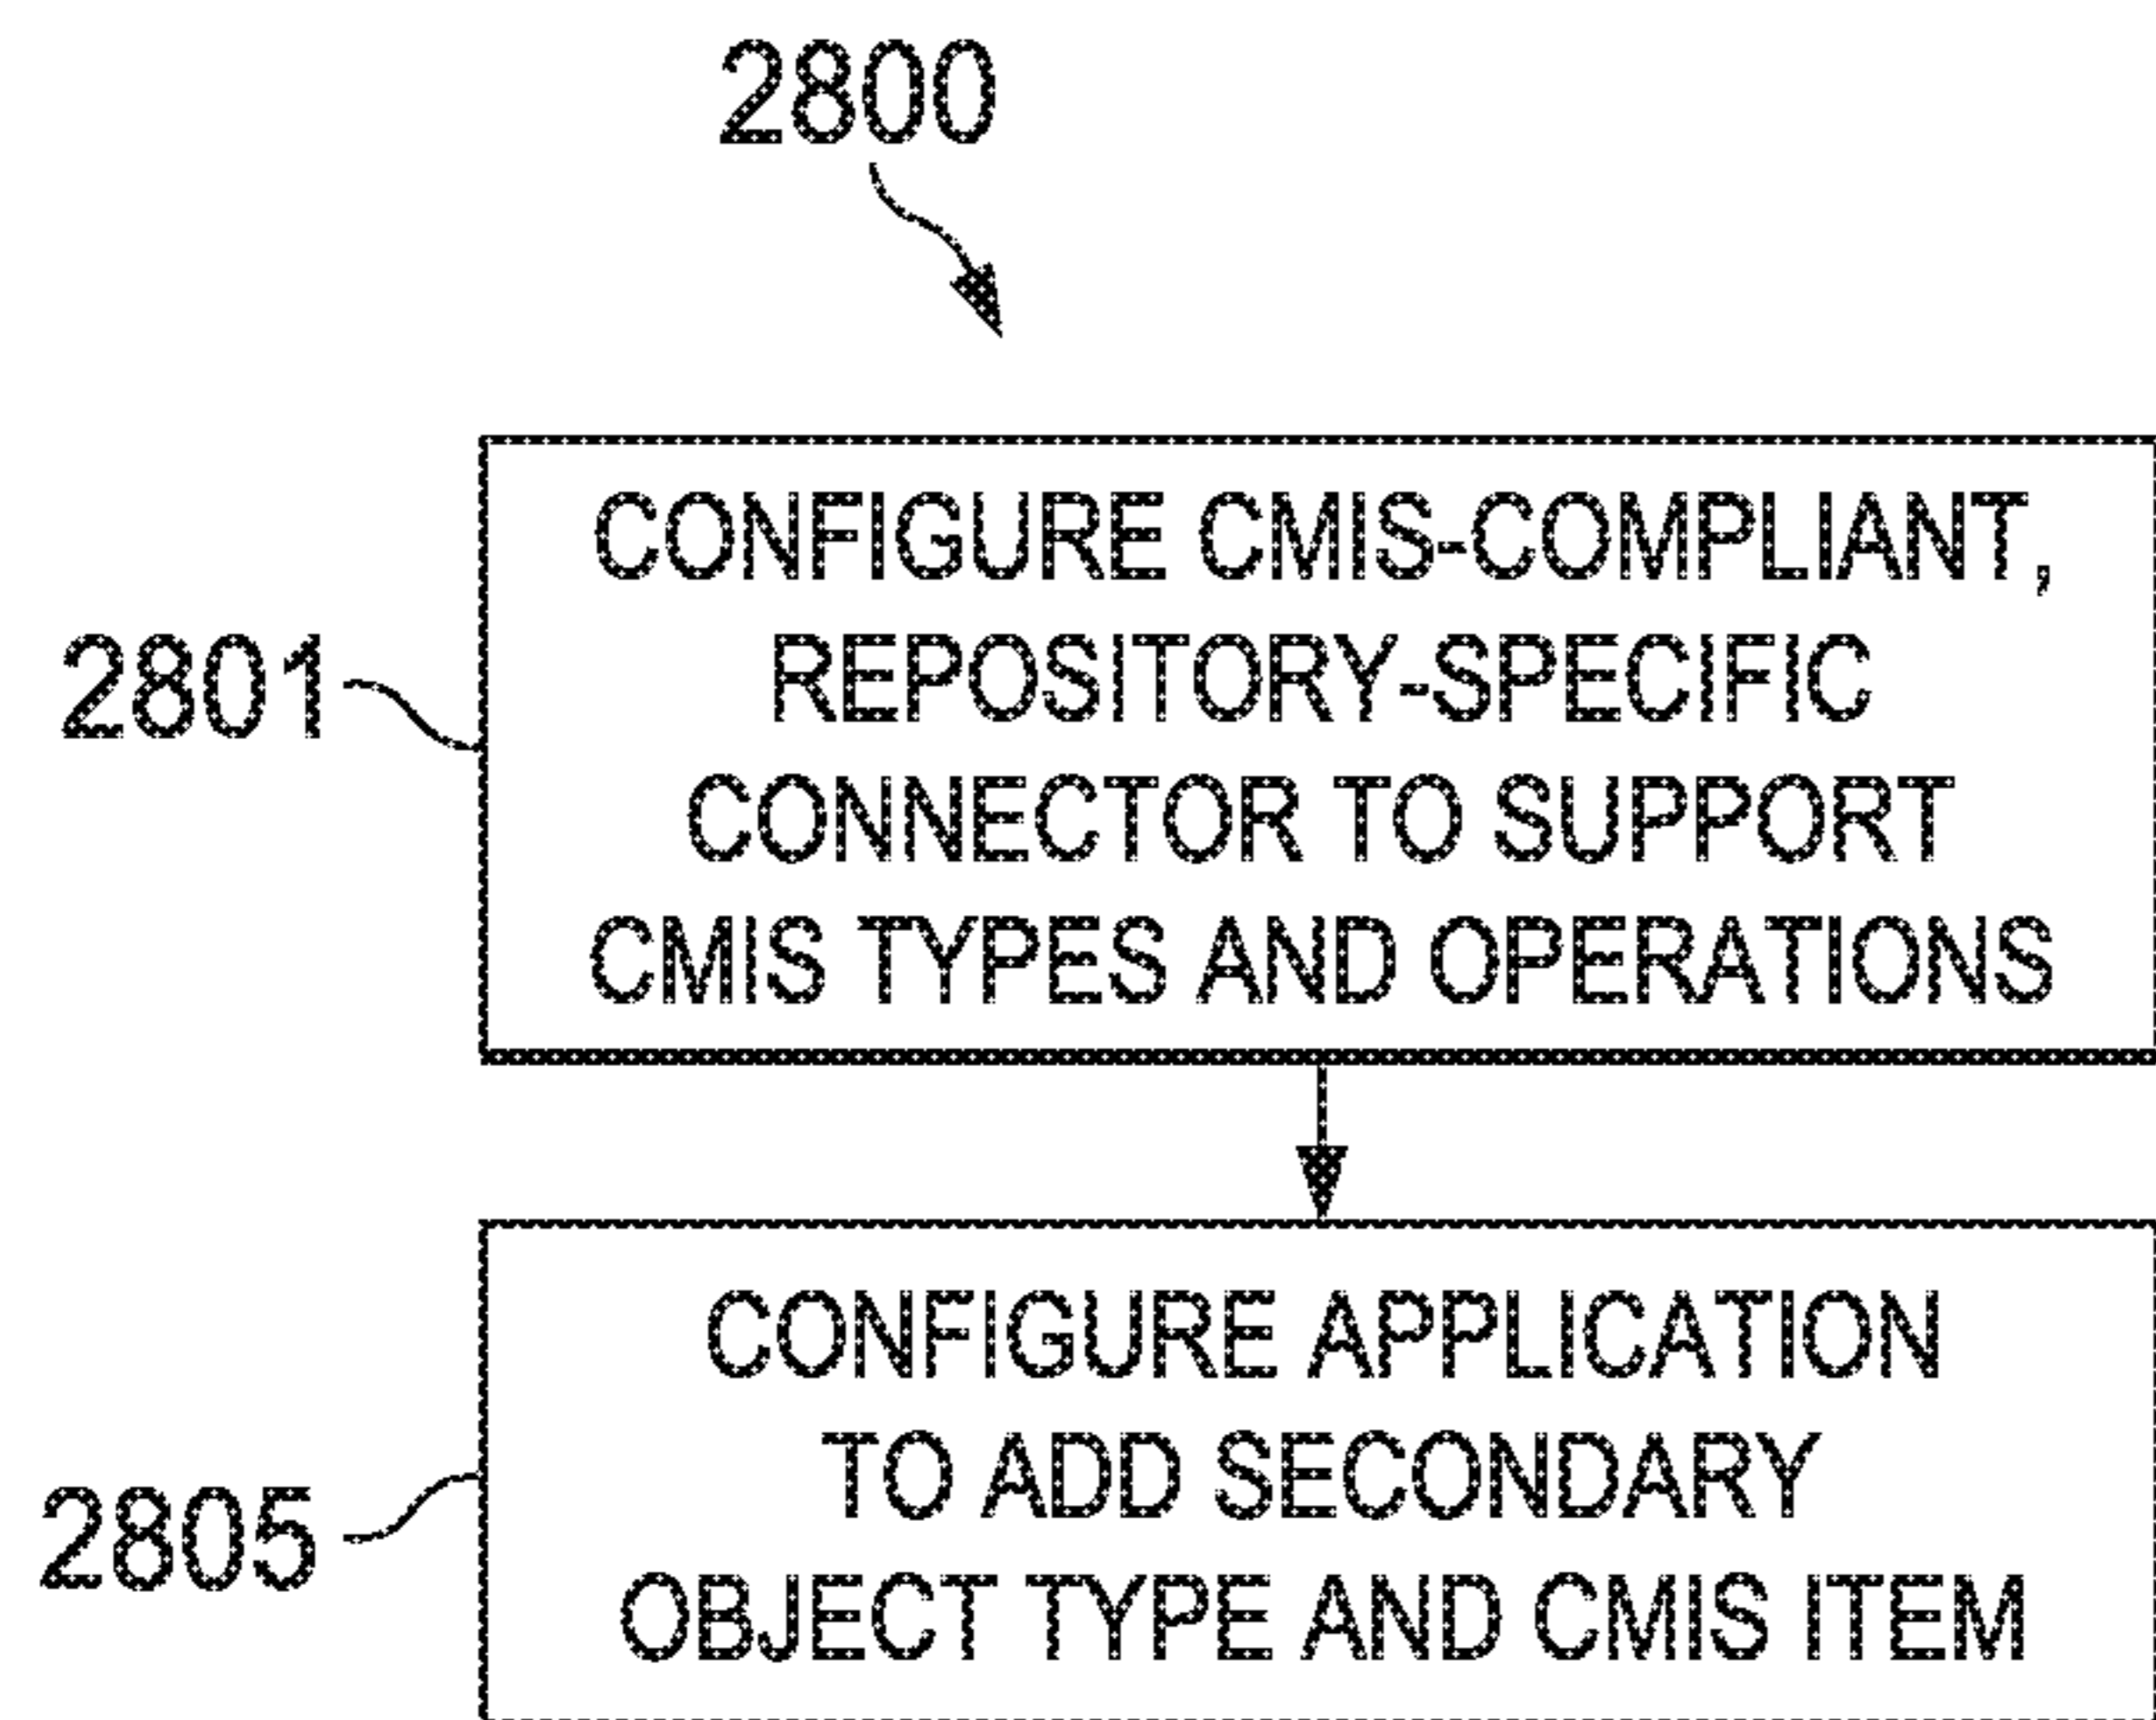 2800
CONFIGURE CMIS-COMPLIANT,
REPOSITORY-SPECIFIC
CONNECTOR TO SUPPORT
CMIS TYPES AND OPERATIONS
2801
CONFIGURE APPLICATION
TO ADD SECONDARY
OBJECT TYPE AND CMIS ITEM
2805